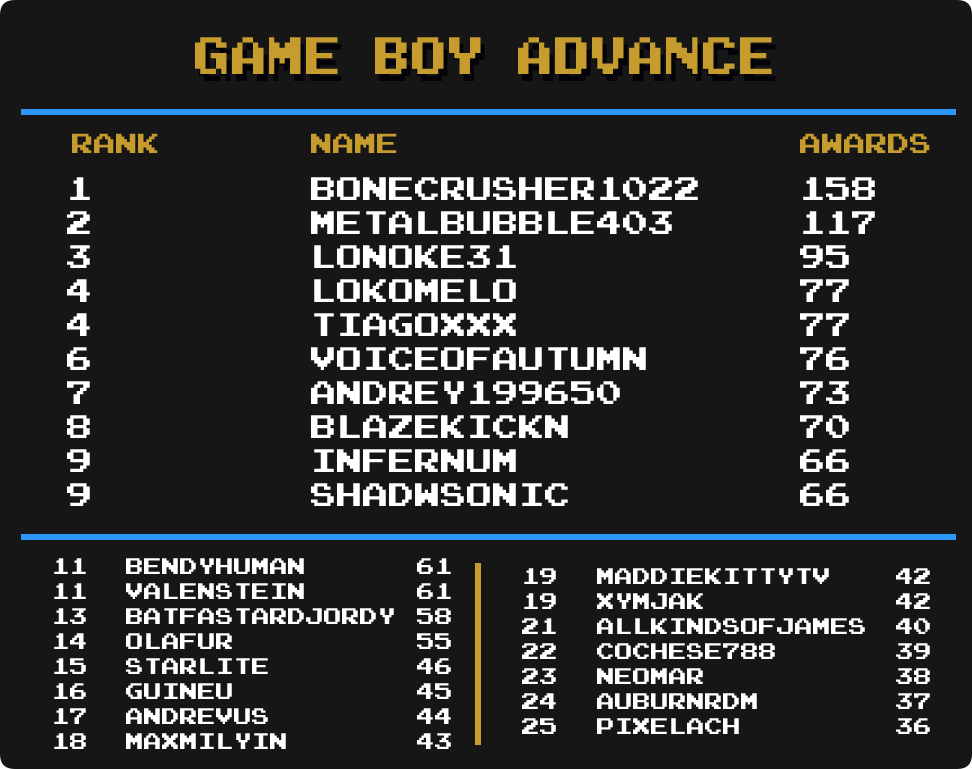 GAME BOY ADVANCE
RANK NAME AWARDS
1 BONECRUSHER1022 158
2 METALBUBBLE403 117
3 LONOKE31 95
4 LOKOMELO 77
4 TIAGOXXX 77
6 VOICEOFAUTUMN 76
7 ANDREY199650 73
8 BLAZEKICKN 70
9 INFERNUM 66
9 SHADWSONIC 66
11 BENDYHUMAN 61
11 VALENSTEIN 61
13 BATFASTARDJORDY 58
14 OLAFUR 55
15 STARLITE 46
16 GUINEU 45
17 ANDREVUS 44
18 MAXMILYIN 43
19 MADDIEKITTYTV 42
19 XYMJAK 42
21 ALLKINDSOFJAMES 40
22 COCHESE788 39
23 NEOMAR 38
24 AUBURNRDM 37
25 PIXELACH 36